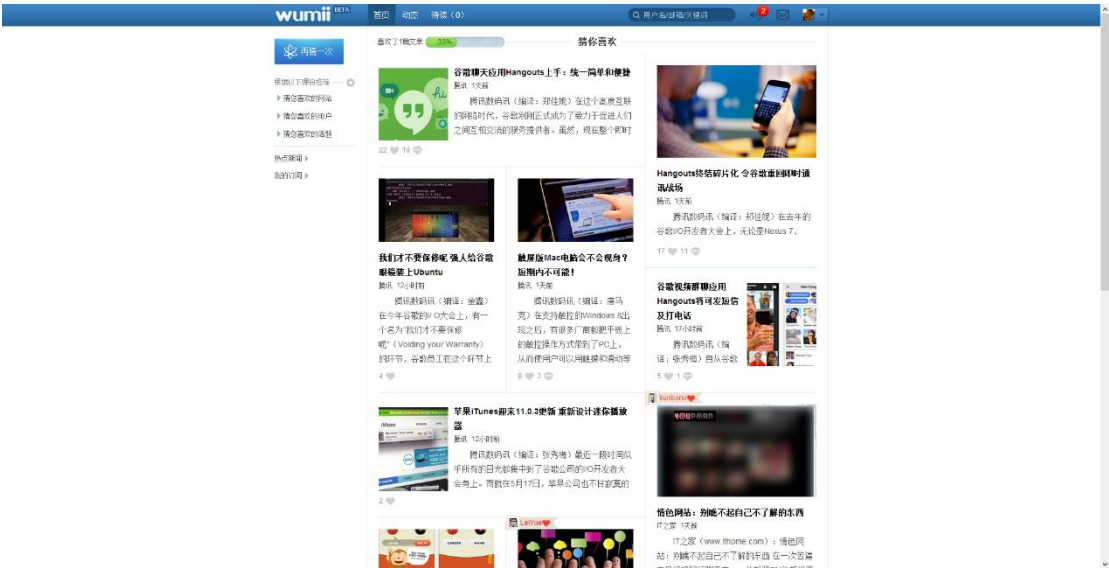 wumii BETA
首页 动态 待读（0）
用户名/邮箱/关键词
2
再猜一次
猜您喜欢的网站
猜您喜欢的用户
猜您喜欢的话题
热点新闻
我的订阅
喜欢了1篇文章 33%
猜你喜欢
谷歌聊天应用Hangouts上手：统一简单和便捷
腾讯 1天前
腾讯数码讯（编译：郑佳妮）在这个高度互联
的网络时代，谷歌刚刚正式成为了致力于促进人们
之间互相交流的服务提供者。虽然，现在整个即时
22 19
Hangouts终结碎片化 令谷歌重回即时通
讯战场
腾讯 1天前
腾讯数码讯（编译：郑佳妮）在去年的
谷歌I/O开发者大会上，无论是Nexus 7、
17 11
我们才不要保修呢 强人给谷歌
眼镜装上Ubuntu
腾讯 12小时前
腾讯数码讯（编译：金鑫）
在今年谷歌的I/O大会上，有一
个名为“我们才不要保修
呢”（Voiding your Warranty）
的环节，谷歌员工在这个环节上
4
触屏版Mac电脑会不会现身？
短期内不可能！
腾讯 1天前
腾讯数码讯（编译：唐马
克）在支持触控的Windows 8出
现之后，有很多厂商都把平板上
的触控操作方式带到了PC上，
从而使用户可以用触摸和滑动等
8 3
谷歌视频群聊应用
Hangouts将可发短信
及打电话
腾讯 17小时前
腾讯数码讯（编
译：张秀梅）自从谷歌
5 1
苹果iTunes迎来11.0.3更新 重新设计迷你播放
器
腾讯 12小时前
腾讯数码讯（编译：张秀梅）最近一段时间似
乎所有的目光都集中到了谷歌公司的I/O开发者大
会身上。而就在5月17日，苹果公司也不甘寂寞的
2
YOUPORN
情色网站：别瞧不起自己不了解的东西
IT之家 1天前
IT之家（www.ithome.com）：情色网
站：别瞧不起自己不了解的东西 在一次普遍
LeiYue